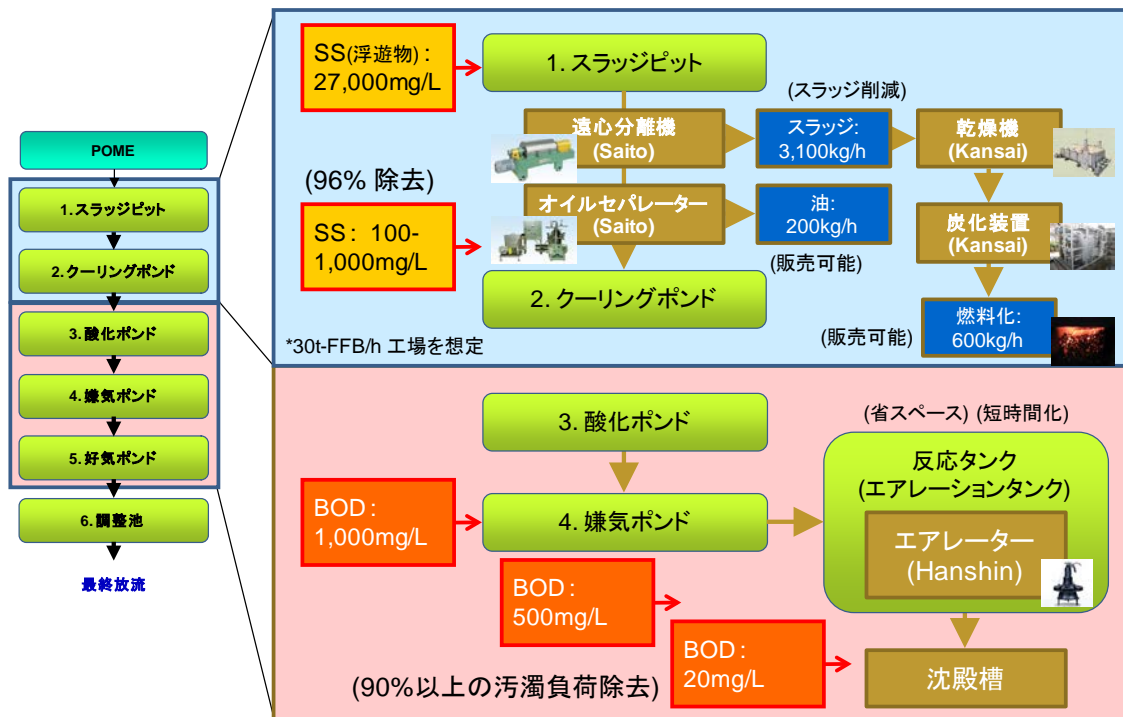 POME
1.スラッジピット
2.クーリングポンド
3.酸化ポンド
4.嫌気ポンド
5.好気ポンド
6.調整池
最終放流
SS(浮遊物):
27,000mg/L
1. スラッジピット
(スラッジ削減)
遠心分離機
(Saito)
スラッジ:
3,100kg/h
乾燥機
(Kansai)
(96% 除去)
オイルセパレーター
(Saito)
油:
200kg/h
炭化装置
(Kansai)
SS: 100-
1,000mg/L
(販売可能)
2. クーリングポンド
(販売可能)
燃料化:
600kg/h
*30t-FFB/h 工場を想定
3. 酸化ポンド
(省スペース) (短時間化)
反応タンク
(エアレーションタンク)
BOD:
1,000mg/L
4. 嫌気ポンド
エアレーター
(Hanshin)
BOD:
500mg/L
BOD:
20mg/L
沈殿槽
(90%以上の汚濁負荷除去)